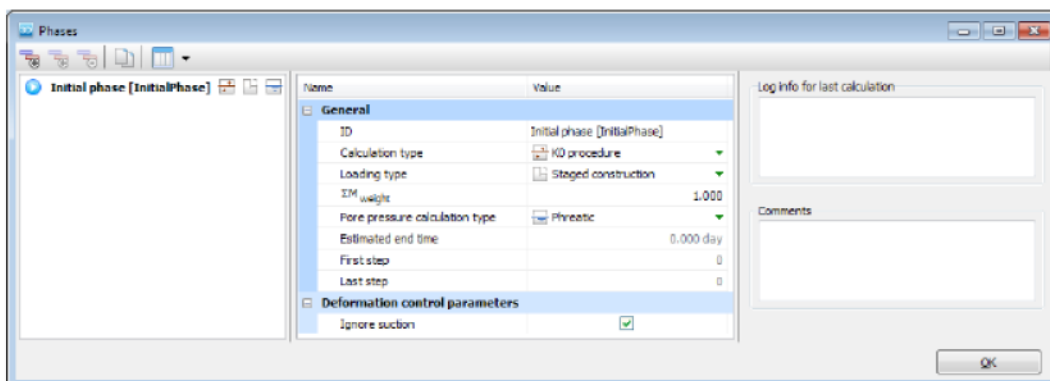 Phases
Initial phase [InitialPhase]
Name Value
General
ID Initial phase [InitialPhase]
Calculation type K0 procedure
Loading type Staged construction
ΣM weight 1.000
Pore pressure calculation type Phreatic
Estimated end time 0.000 day
First step 0
Last step 0
Deformation control parameters
Ignore suction
Log info for last calculation
Comments
OK